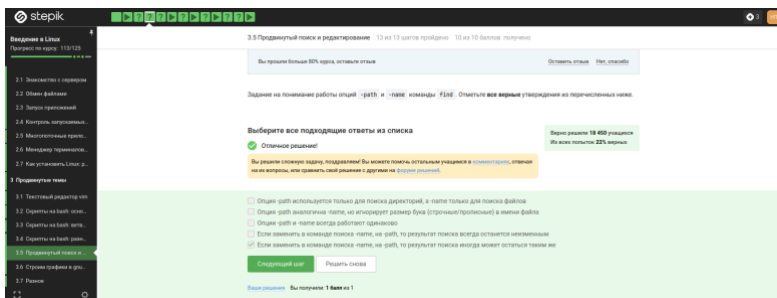 stepik
3
Введение в Linux
Прогресс по курсу: 113/125
2.1 Знакомство с сервером
2.2 Обмен файлами
2.3 Запуск приложений
2.4 Контроль запускаемых...
2.5 Многопоточные прило...
2.6 Менеджер терминалов...
2.7 Как установить Linux: р...
3 Продвинутые темы
3.1 Текстовый редактор vim
3.2 Скрипты на bash: осно...
3.3 Скрипты на bash: ветв...
3.4 Скрипты на bash: разн...
3.5 Продвинутый поиск и ...
3.6 Строим графики в gnu...
3.7 Разное
3.5 Продвинутый поиск и редактирование 13 из 13 шагов пройдено 10 из 10 баллов получено
Вы прошли больше 80% курса, оставьте отзыв
Оставить отзыв Нет, спасибо
Задание на понимание работы опций -path и -name команды find. Отметьте все верные утверждения из перечисленных ниже.
Выберите все подходящие ответы из списка
Отличное решение!
Верно решили 18 450 учащихся
Из всех попыток 22% верных
Вы решили сложную задачу, поздравляем! Вы можете помочь остальным учащимся в комментариях, отвечая
на их вопросы, или сравнить своё решение с другими на форуме решений.
Опция -path используется только для поиска директорий, а -name только для поиска файлов
Опция -path аналогична -name, но игнорирует размер букв (строчные/прописные) в имени файла
Опции -path и -name всегда работают одинаково
Если заменить в команде поиска -name, на -path, то результат поиска всегда останется неизменным
Если заменить в команде поиска -name, на -path, то результат поиска иногда может остаться таким же
Следующий шаг
Решить снова
Ваши решения Вы получили: 1 балл из 1